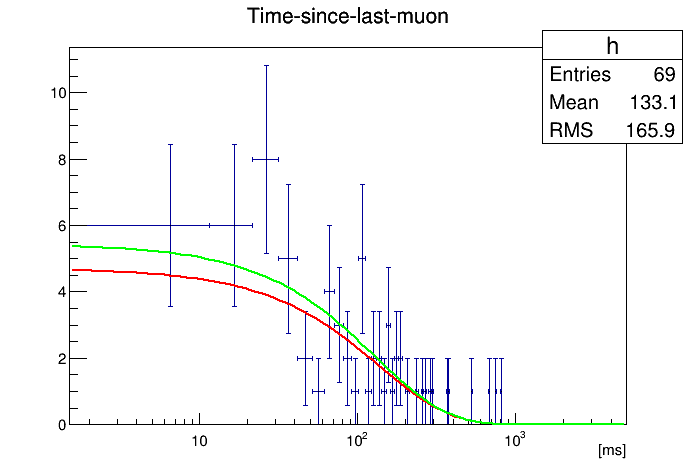 Time-since-last-muon
h
Entries 69
Mean 133.1
RMS 165.9
10
8
6
4
2
0
10
10²
10³
[ms]